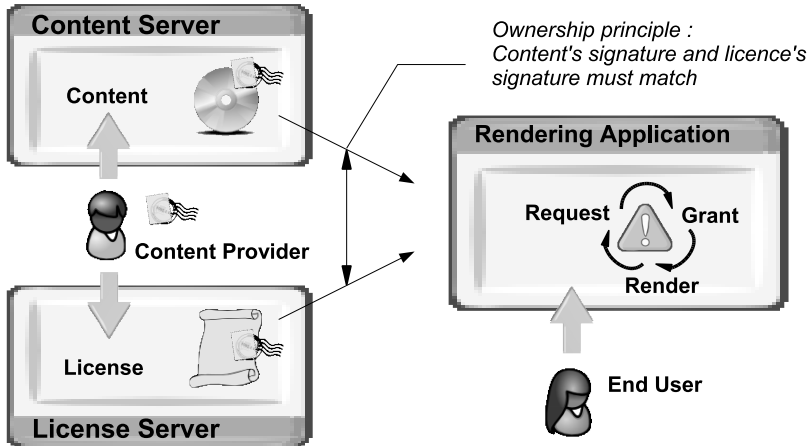 Content Server
Content
Content Provider
License
License Server
Ownership principle :
Content's signature and licence's
signature must match
Rendering Application
Request
Grant
Render
End User